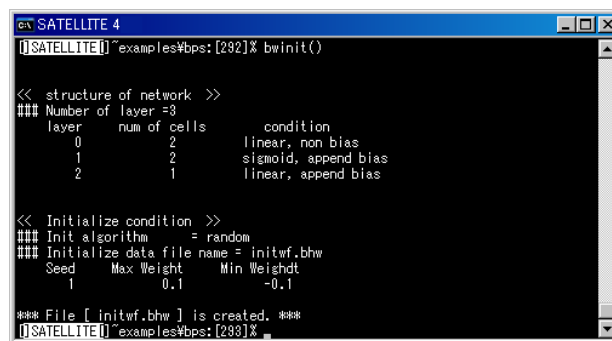 SATELLITE 4
[]SATELLITE[]~examples¥bps:[292]% bwinit()
<< structure of network >>
### Number of layer =3
layer num of cells condition
0 2 linear, non bias
1 2 sigmoid, append bias
2 1 linear, append bias
<< Initialize condition >>
### Init algorithm = random
### Initialize data file name = initwf.bhw
Seed Max Weight Min Weighdt
1 0.1 -0.1
*** File [ initwf.bhw ] is created. ***
[]SATELLITE[]~examples¥bps:[293]%